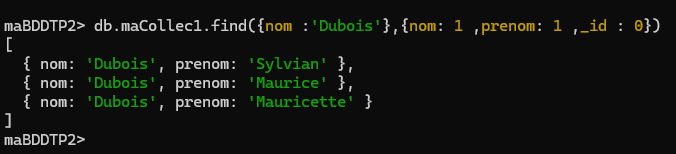 maBDDTP2> db.maCollec1.find({nom :'Dubois'},{nom: 1 ,prenom: 1 ,_id : 0})
[
  { nom: 'Dubois', prenom: 'Sylvian' },
  { nom: 'Dubois', prenom: 'Maurice' },
  { nom: 'Dubois', prenom: 'Mauricette' }
]
maBDDTP2>